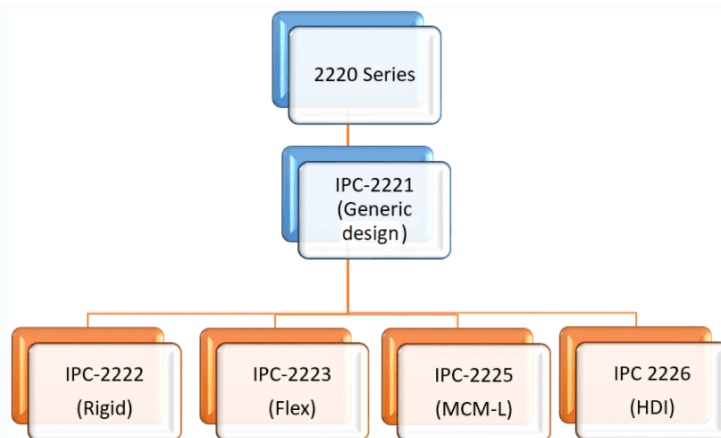 2220 Series
IPC-2221
(Generic
design)
IPC-2222
(Rigid)
IPC-2223
(Flex)
IPC-2225
(MCM-L)
IPC 2226
(HDI)